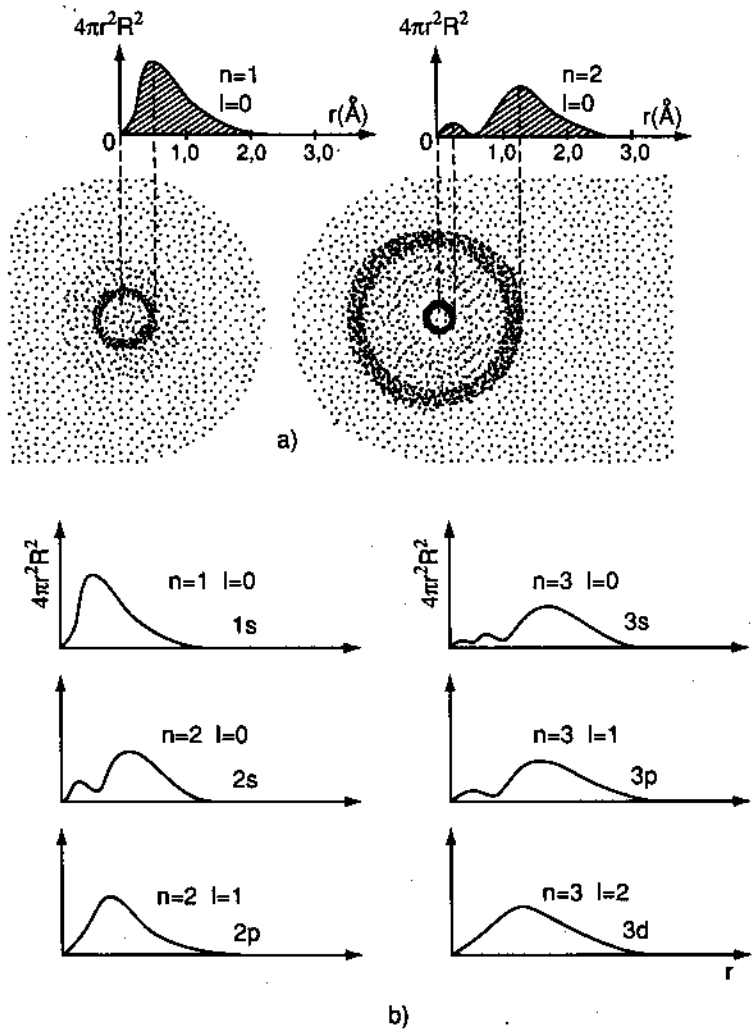 4πr²R²
n=1
l=0
r(Å)
0
1,0
2,0
3,0
4πr²R²
n=2
l=0
r(Å)
0
1,0
2,0
3,0
a)
4πr²R²
n=1 l=0
1s
4πr²R²
n=3 l=0
3s
n=2 l=0
2s
n=3 l=1
3p
n=2 l=1
2p
n=3 l=2
3d
r
b)